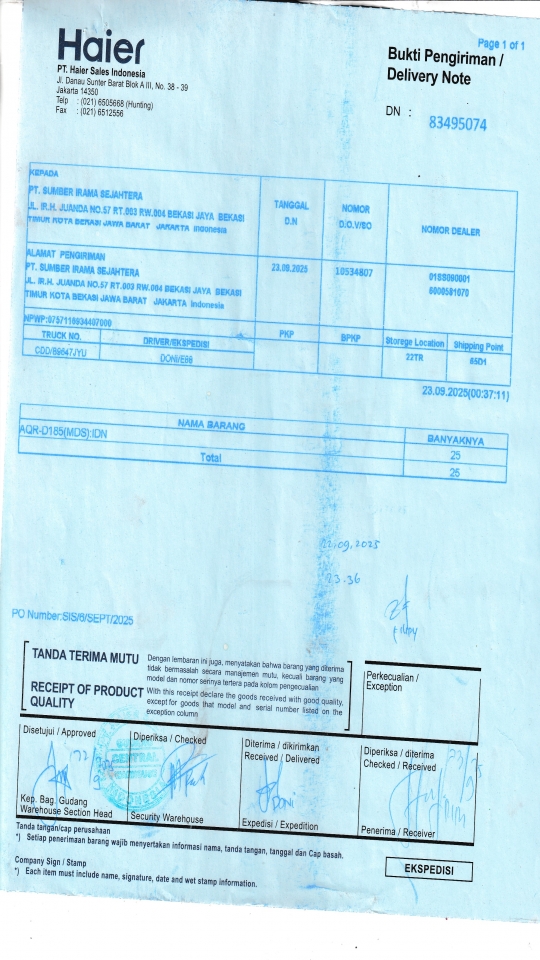 Haier
PT. Haier Sales Indonesia
Jl. Danau Sunter Barat Blok A III, No. 38 - 39
Jakarta 14350
Telp : (021) 6505668 (Hunting)
Fax : (021) 6512556
Page 1 of 1
Bukti Pengiriman /
Delivery Note
DN : 83495074
KEPADA
PT. SUMBER IRAMA SEJAHTERA
JL. IR.H. JUANDA NO.57 RT.003 RW.004 BEKASI JAYA BEKASI
TIMUR KOTA BEKASI JAWA BARAT JAKARTA Indonesia
TANGGAL
D.N
NOMOR
D.O.V/SO
NOMOR DEALER
ALAMAT PENGIRIMAN
PT. SUMBER IRAMA SEJAHTERA
JL. IR.H. JUANDA NO.57 RT.003 RW.004 BEKASI JAYA BEKASI
TIMUR KOTA BEKASI JAWA BARAT JAKARTA Indonesia
23.09.2025
10534807
NPWP:0757116934407000
TRUCK NO.
DRIVER/EKSPEDISI
PKP
BPKP
Storege Location
Shipping Point
DONI/E66
22TR
85D1
23.09.2025(00:37:11)
NAMA BARANG
BANYAKNYA
AQR-D185(MDS):IDN
25
Total
25
22.09,2025
23.36
PO Number:SIS/6/SEPT/2025
TANDA TERIMA MUTU
Dengan lembaran ini juga, menyatakan bahwa barang yang diterima
tidak bermasalah secara manajemen mutu, kecuali barang yang
model dan nomor serinya tertera pada kolom pengecualian
RECEIPT OF PRODUCT
QUALITY
With this receipt declare the goods received with good quality,
except for goods that model and serial number listed on the
exception column
Perkecualian /
Exception
Disetujui / Approved
Kep. Bag. Gudang
Warehouse Section Head
Diperiksa / Checked
Security Warehouse
Diterima / dikirimkan
Received / Delivered
DONI
Expedisi / Expedition
Diperiksa / diterima
Checked / Received
Penerima / Receiver
Tanda tangan/cap perusahaan
*) Setiap penerimaan barang wajib menyertakan informasi nama, tanda tangan, tanggal dan Cap basah.
Company Sign / Stamp
*) Each item must include name, signature, date and wet stamp information.
EKSPEDISI